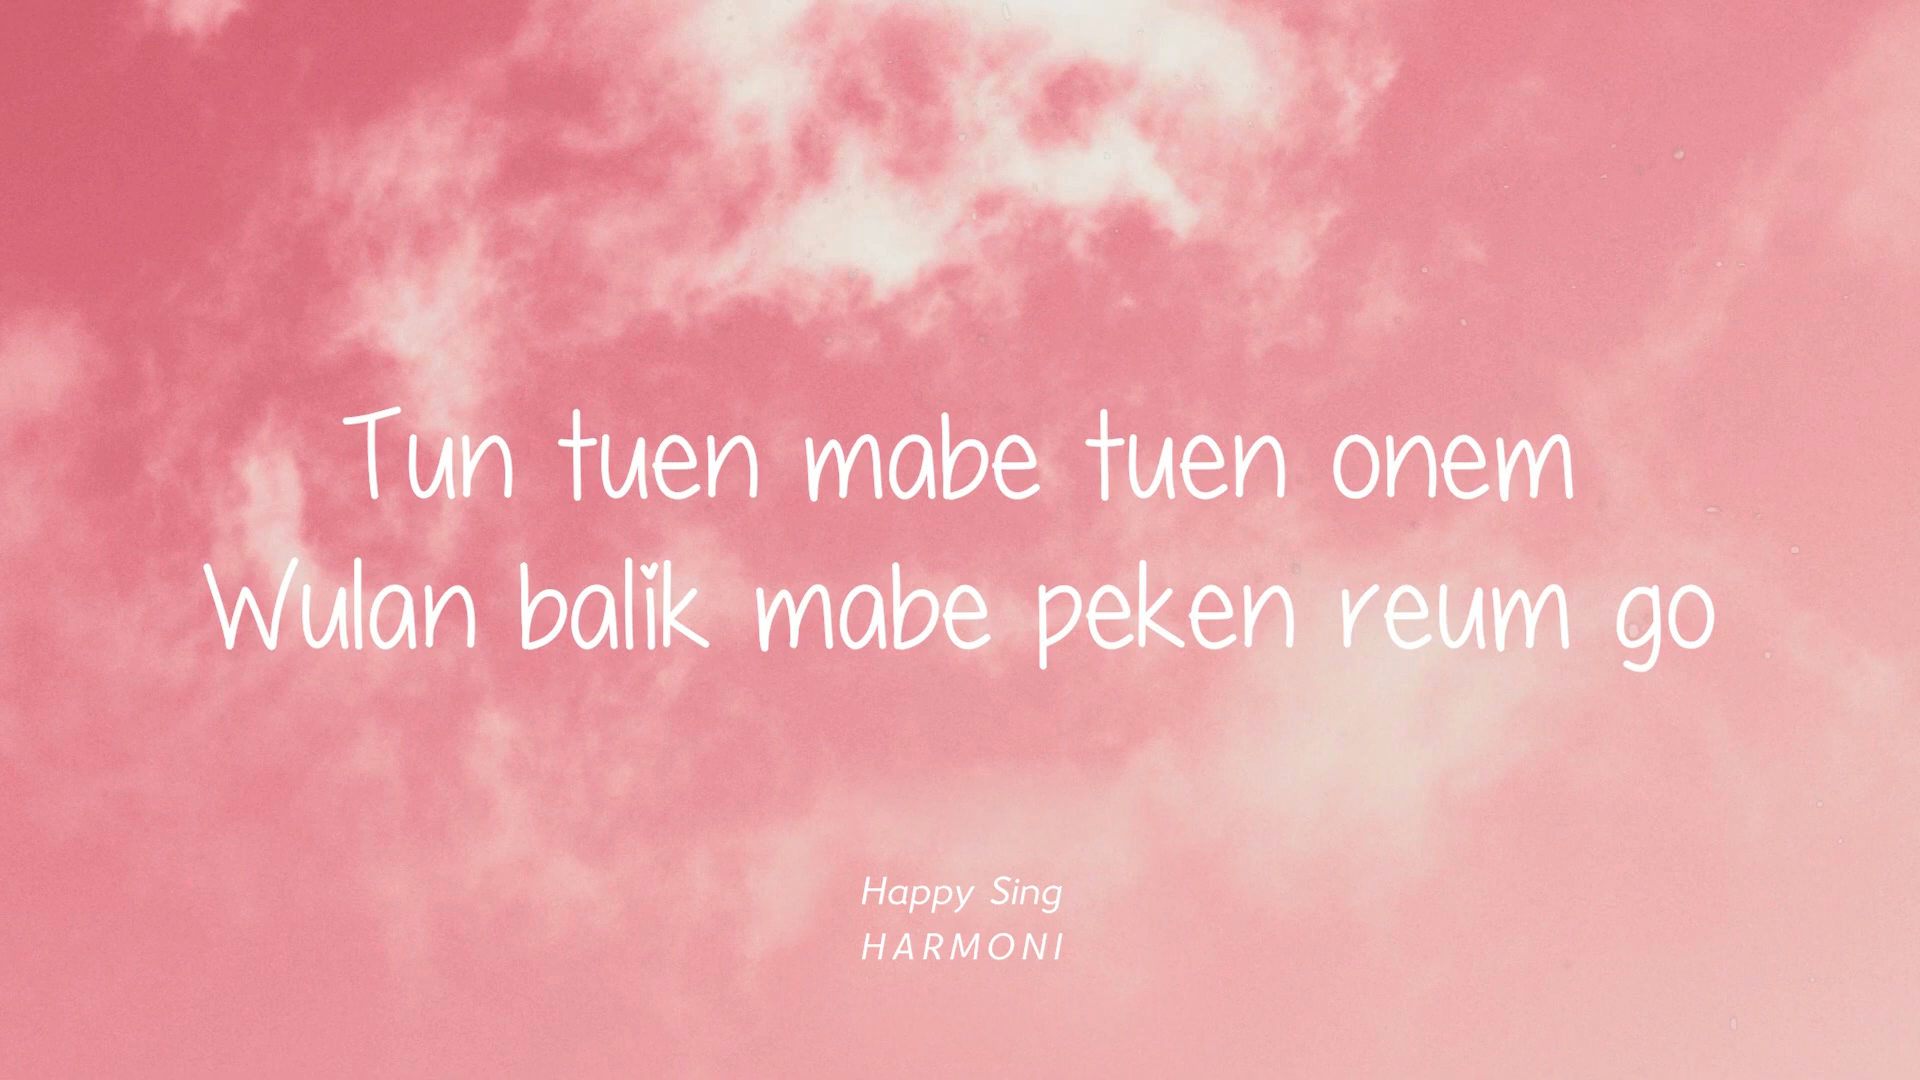 Tun tuen mabe tuen onem
Wulan balik mabe peken reum go
Happy Sing
HARMONI